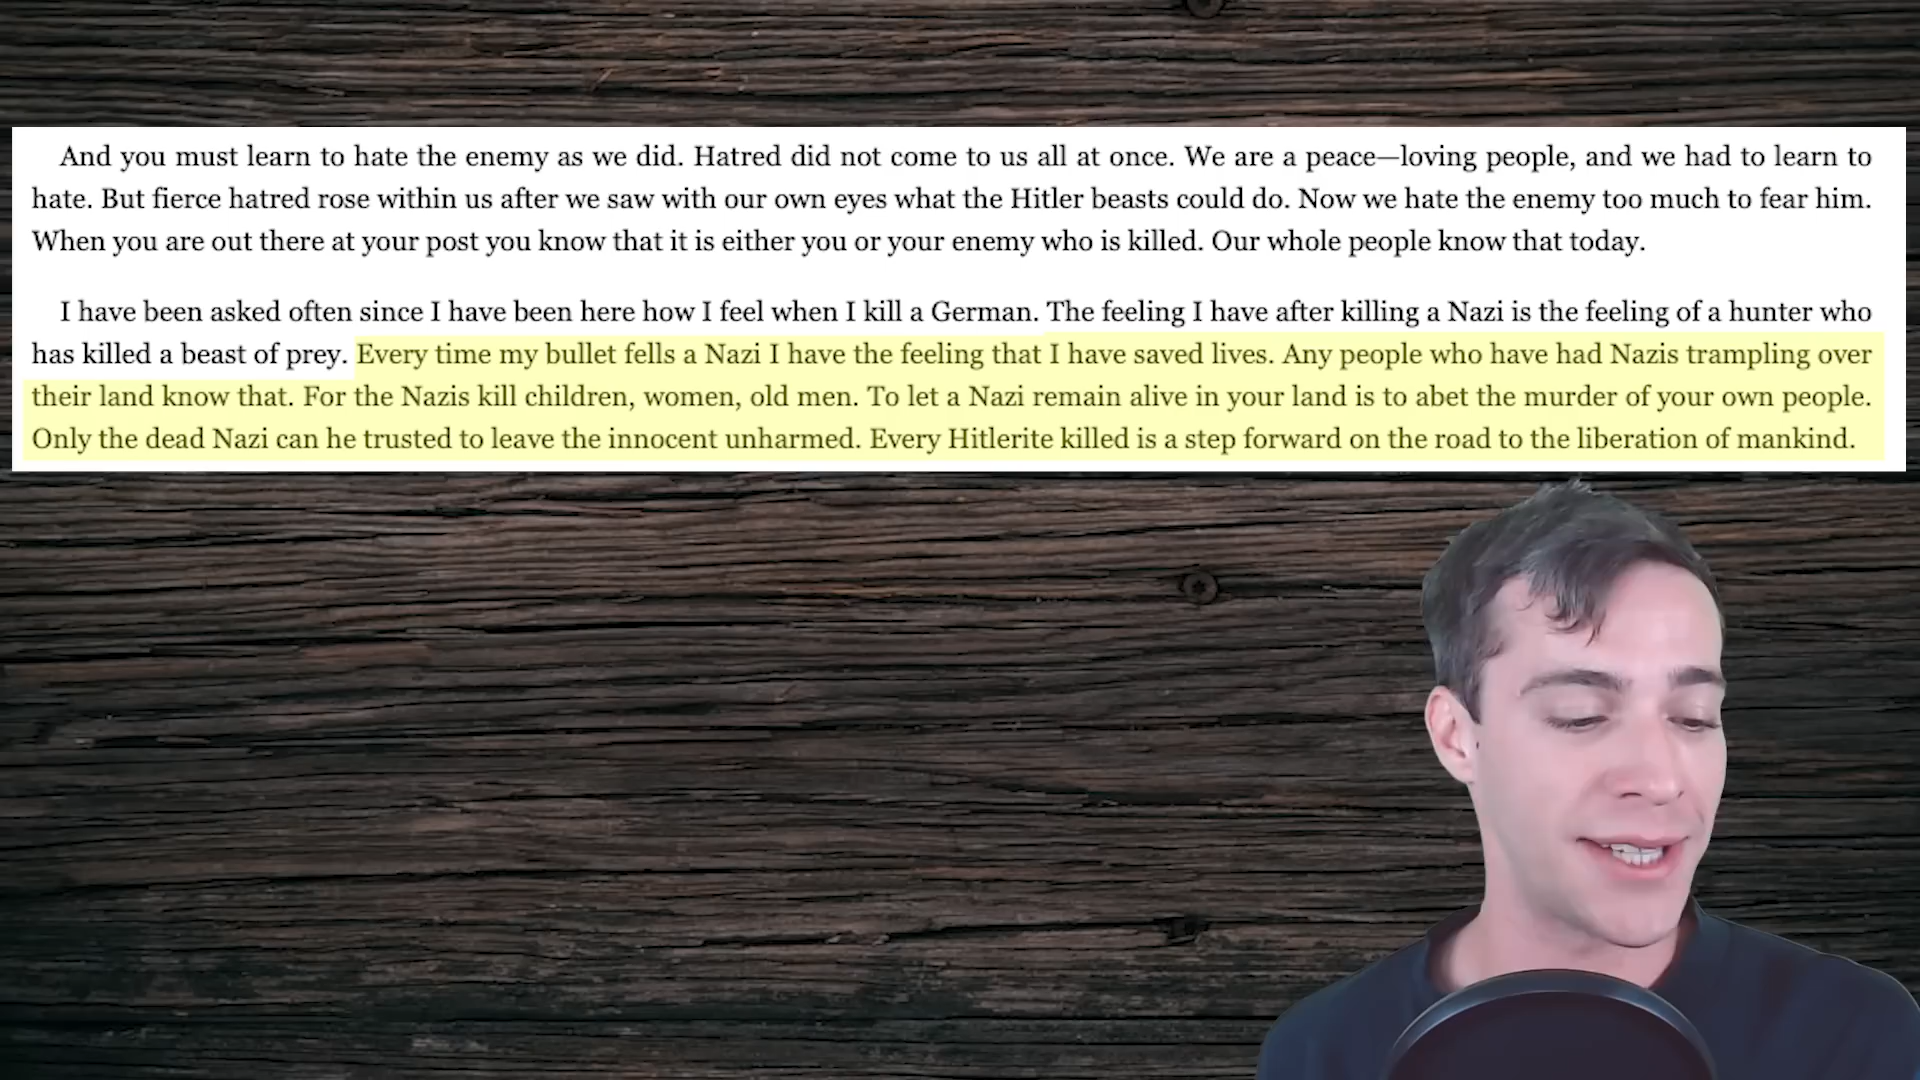 And you must learn to hate the enemy as we did. Hatred did not come to us all at once. We are a peace—loving people, and we had to learn to
hate. But fierce hatred rose within us after we saw with our own eyes what the Hitler beasts could do. Now we hate the enemy too much to fear him.
When you are out there at your post you know that it is either you or your enemy who is killed. Our whole people know that today.
I have been asked often since I have been here how I feel when I kill a German. The feeling I have after killing a Nazi is the feeling of a hunter who
has killed a beast of prey. Every time my bullet fells a Nazi I have the feeling that I have saved lives. Any people who have had Nazis trampling over
their land know that. For the Nazis kill children, women, old men. To let a Nazi remain alive in your land is to abet the murder of your own people.
Only the dead Nazi can he trusted to leave the innocent unharmed. Every Hitlerite killed is a step forward on the road to the liberation of mankind.